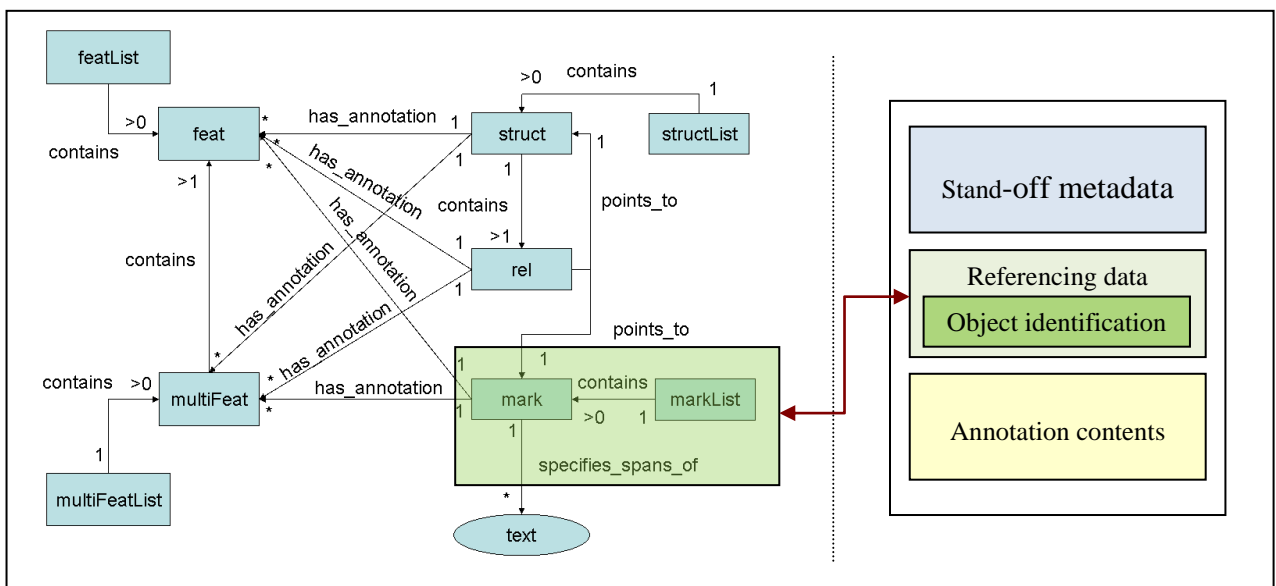 featList
contains
>0
1
>0
has_annotation
feat
*
1
struct
structList
contains
*
*
1
1
1
has_annotation
>1
contains
points_to
has_annotation
1
>1
contains
rel
1
has_annotation
has_annotation
points_to
*
1
1
contains
>0
*
has_annotation
contains
multiFeat
*
1
mark
>0
1
markList
1
1
specifies_spans_of
multiFeatList
*
text
Stand-off metadata
Referencing data
Object identification
Annotation contents